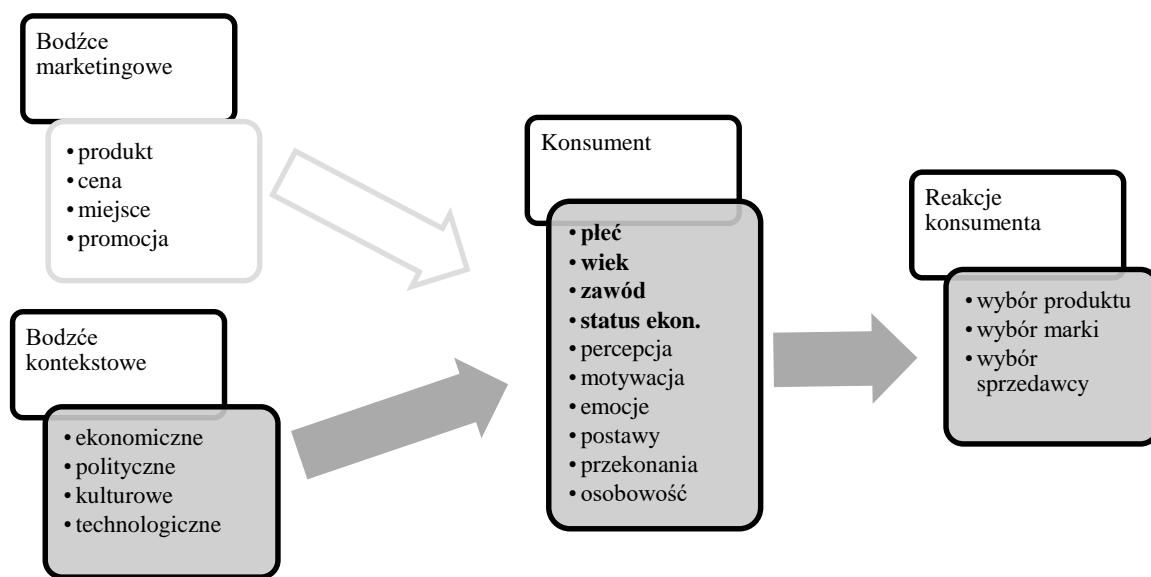 Bodźce
marketingowe
• produkt
• cena
• miejsce
• promocja
Bodzće
kontekstowe
• ekonomiczne
• polityczne
• kulturowe
• technologiczne
Konsument
• płeć
• wiek
• zawód
• status ekon.
• percepcja
• motywacja
• emocje
• postawy
• przekonania
• osobowość
Reakcje
konsumenta
• wybór produktu
• wybór marki
• wybór
sprzedawcy